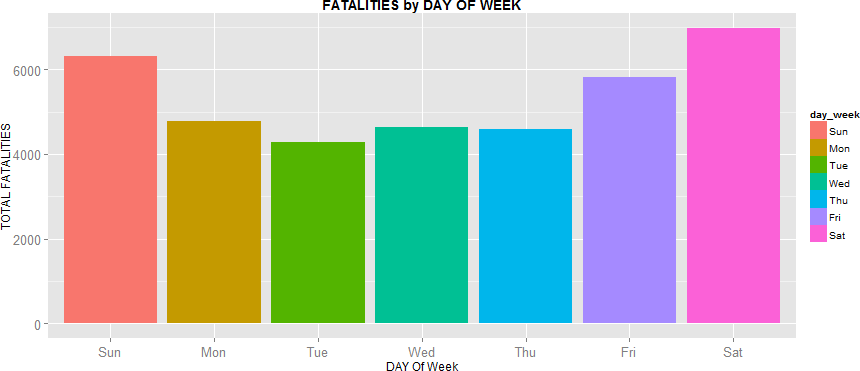 FATALITIES by DAY OF WEEK
TOTAL FATALITIES
6000
4000
2000
0
Sun Mon Tue Wed Thu Fri Sat
DAY Of Week
day_week
Sun
Mon
Tue
Wed
Thu
Fri
Sat